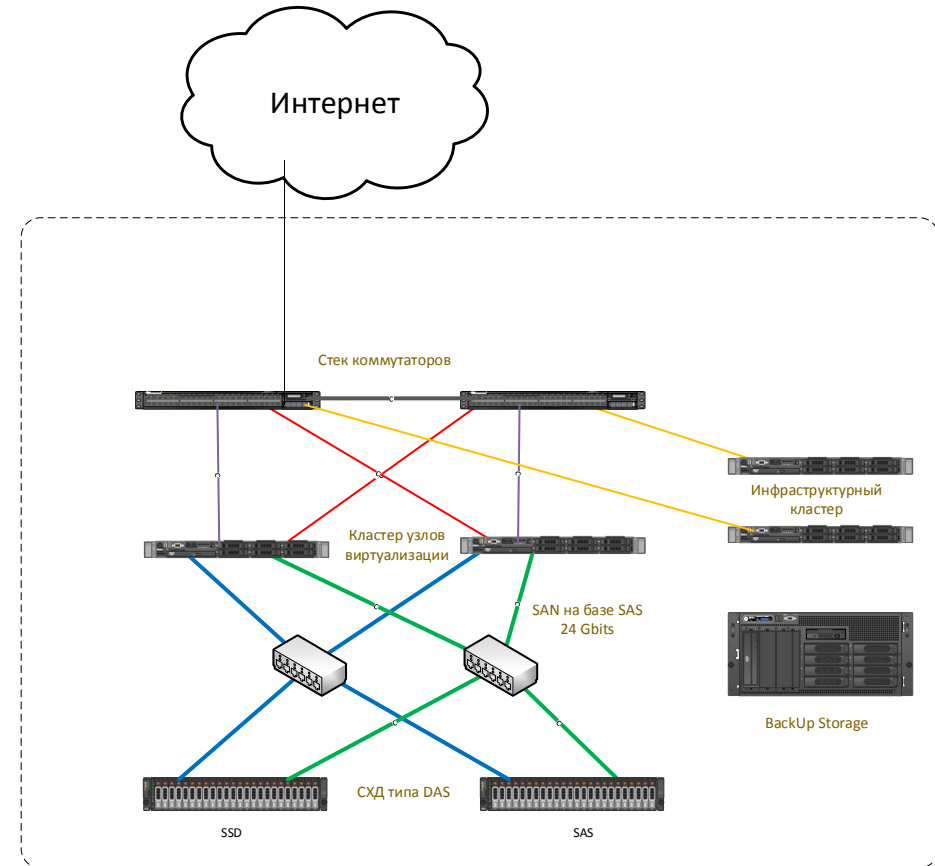 Интернет
Стек коммутаторов
Инфраструктурный
кластер
Кластер узлов
виртуализации
SAN на базе SAS
24 Gbits
BackUp Storage
СХД типа DAS
SSD
SAS